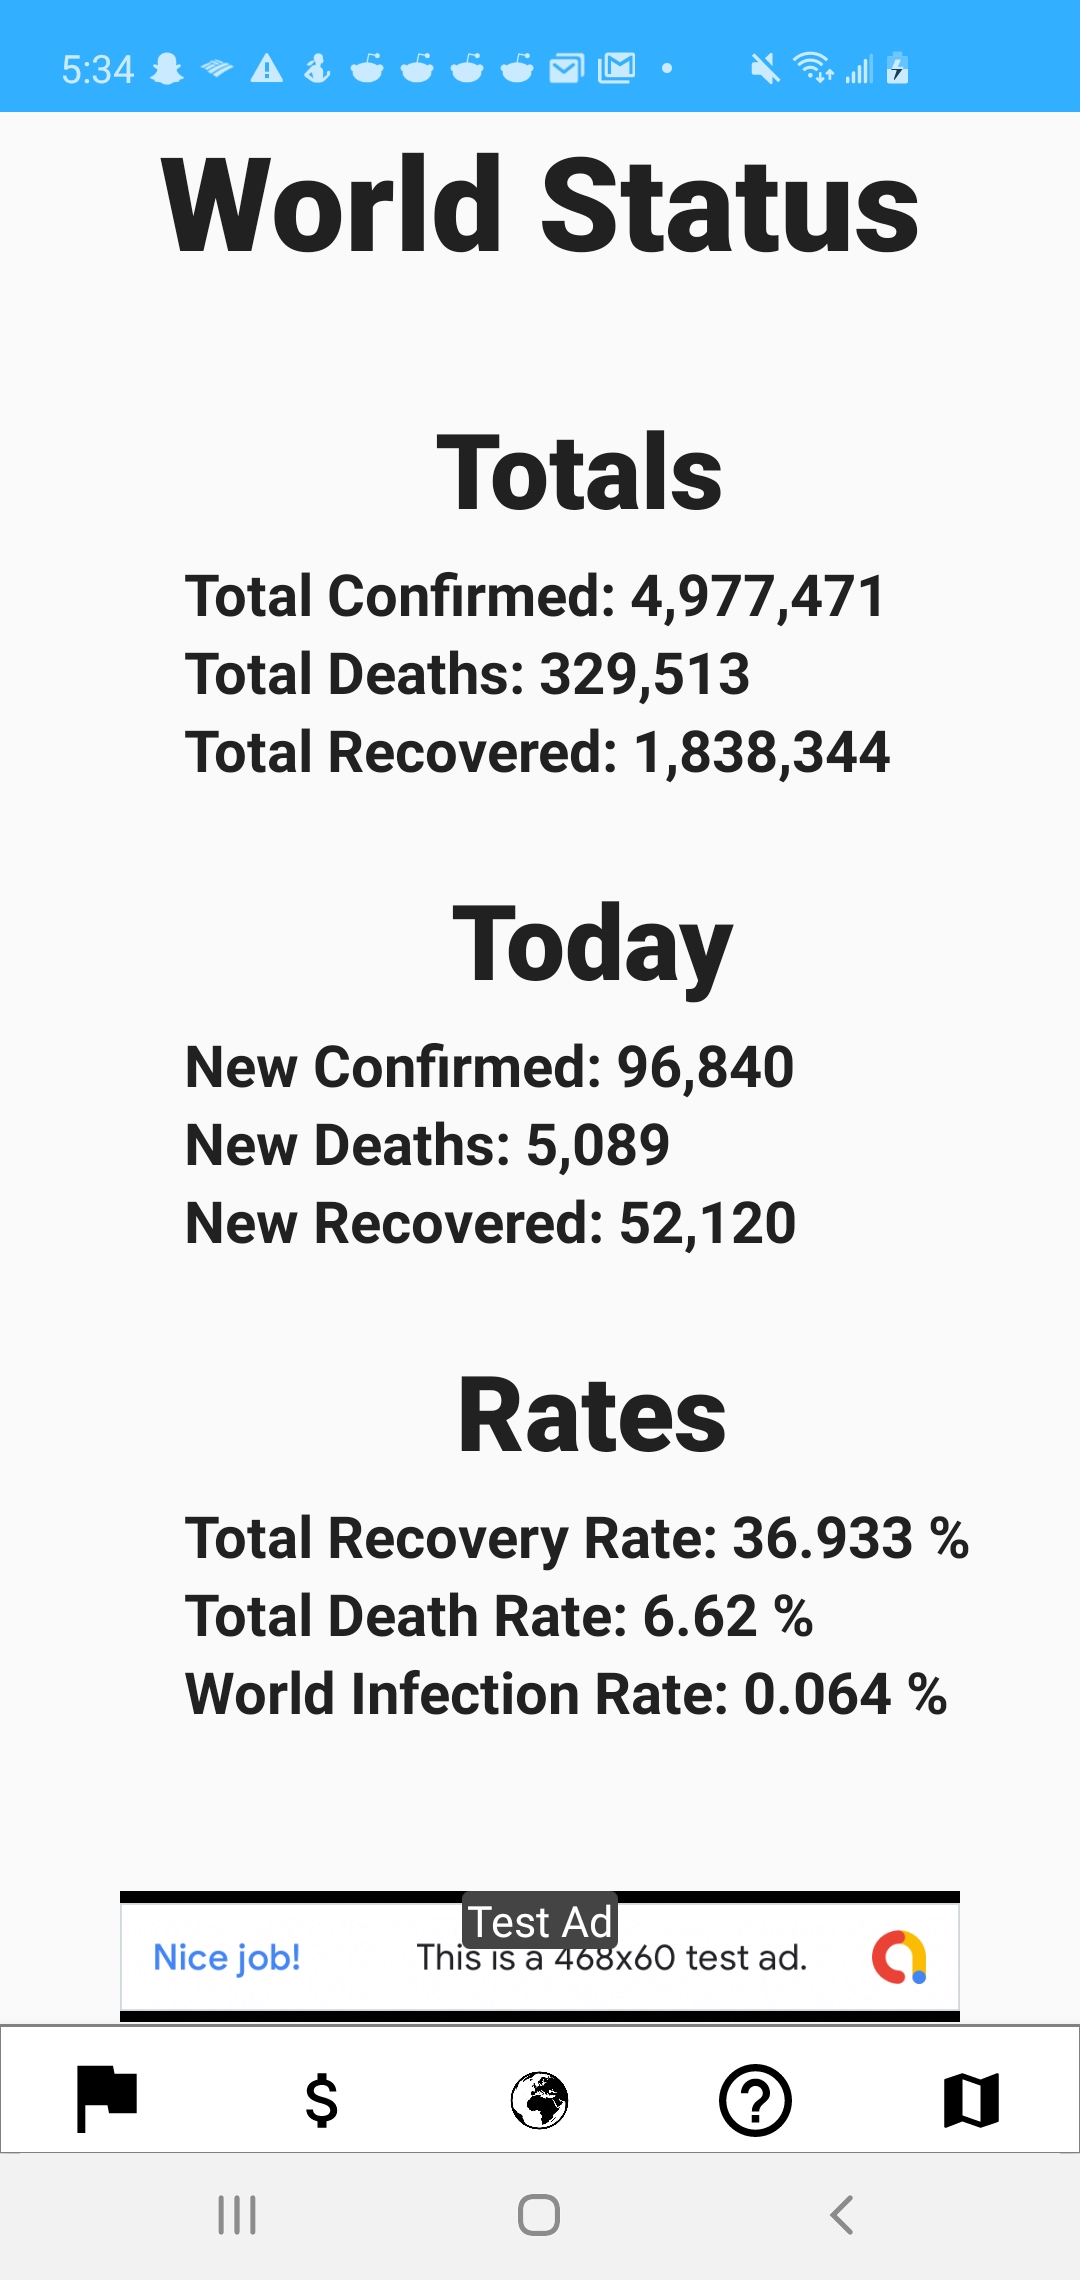 5:34
World Status
Totals
Total Confirmed: 4,977,471
Total Deaths: 329,513
Total Recovered: 1,838,344
Today
New Confirmed: 96,840
New Deaths: 5,089
New Recovered: 52,120
Rates
Total Recovery Rate: 36.933 %
Total Death Rate: 6.62 %
World Infection Rate: 0.064 %
Test Ad
Nice job! This is a 468x60 test ad.